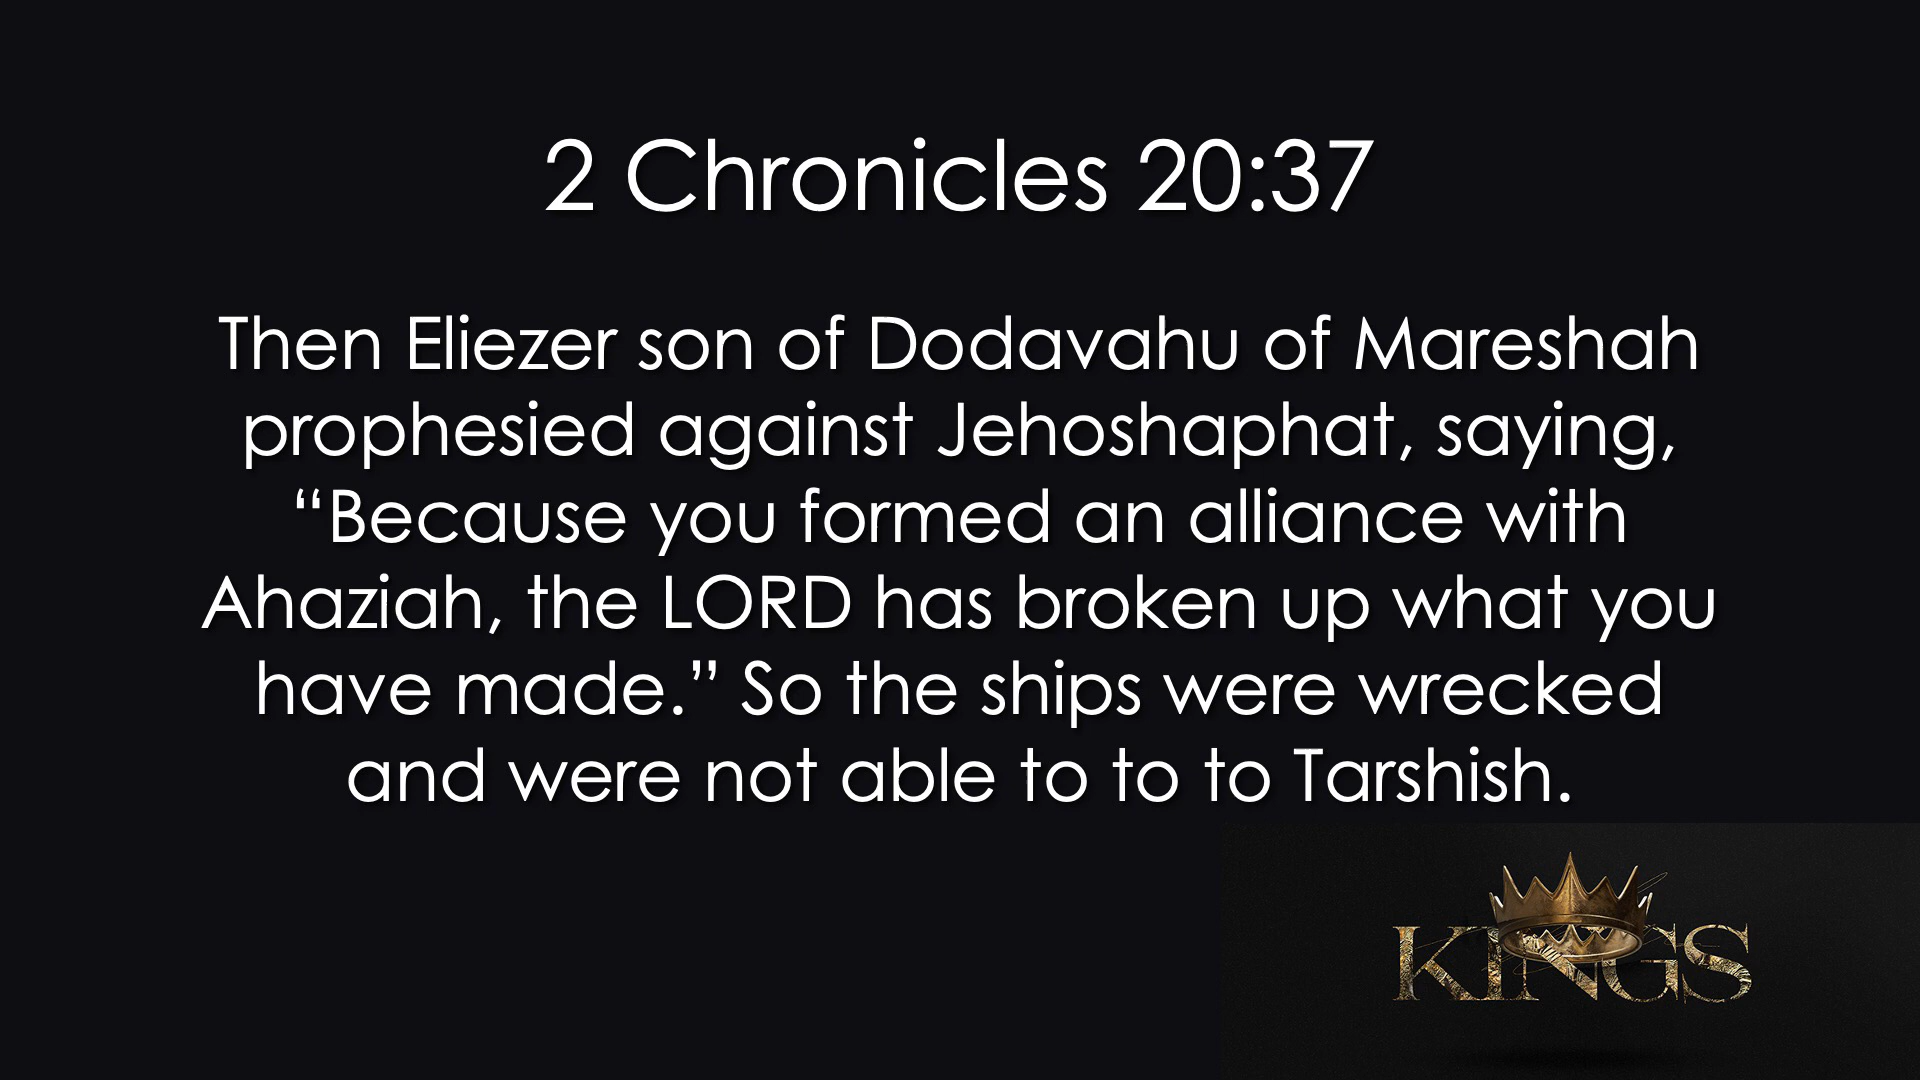 2 Chronicles 20:37
Then Eliezer son of Dodavahu of Mareshah
prophesied against Jehoshaphat, saying,
“Because you formed an alliance with
Ahaziah, the LORD has broken up what you
have made.” So the ships were wrecked
and were not able to to to Tarshish.
KINGS